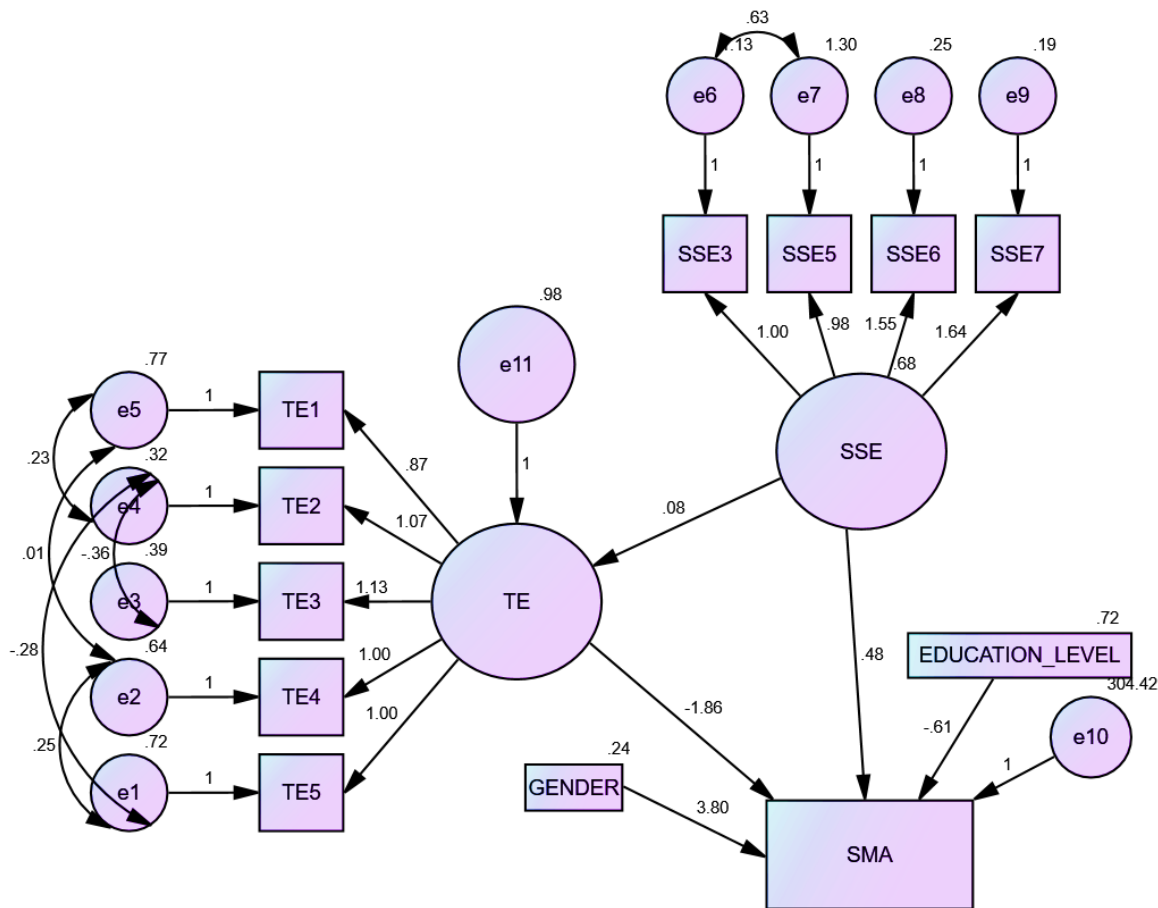 .63
1.13
1.30
.25
.19
e6
e7
e8
e9
1
1
1
1
SSE3
SSE5
SSE6
SSE7
.98
1.00
.98
1.55
1.64
.68
e11
SSE
.77
e5
1
TE1
.87
1
.23
.32
e4
1
TE2
1.07
.08
.01
-.36
.39
e3
1
TE3
1.13
TE
-.28
.64
e2
1
TE4
1.00
1.00
.48
.72
EDUCATION_LEVEL
304.42
-1.86
-.61
e10
1
.25
.72
e1
1
TE5
.24
GENDER
3.80
SMA